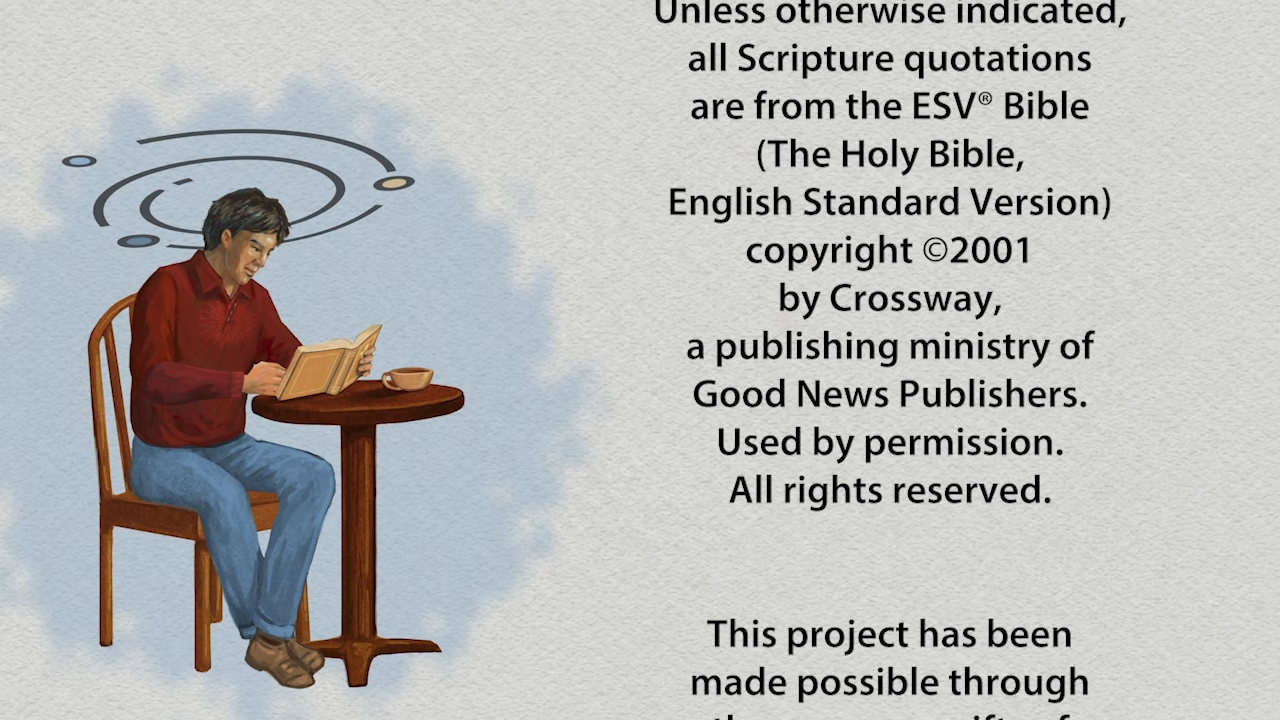 Unless otherwise indicated,
all Scripture quotations
are from the ESV® Bible
(The Holy Bible,
English Standard Version)
copyright ©2001
by Crossway,
a publishing ministry of
Good News Publishers.
Used by permission.
All rights reserved.
This project has been
made possible through